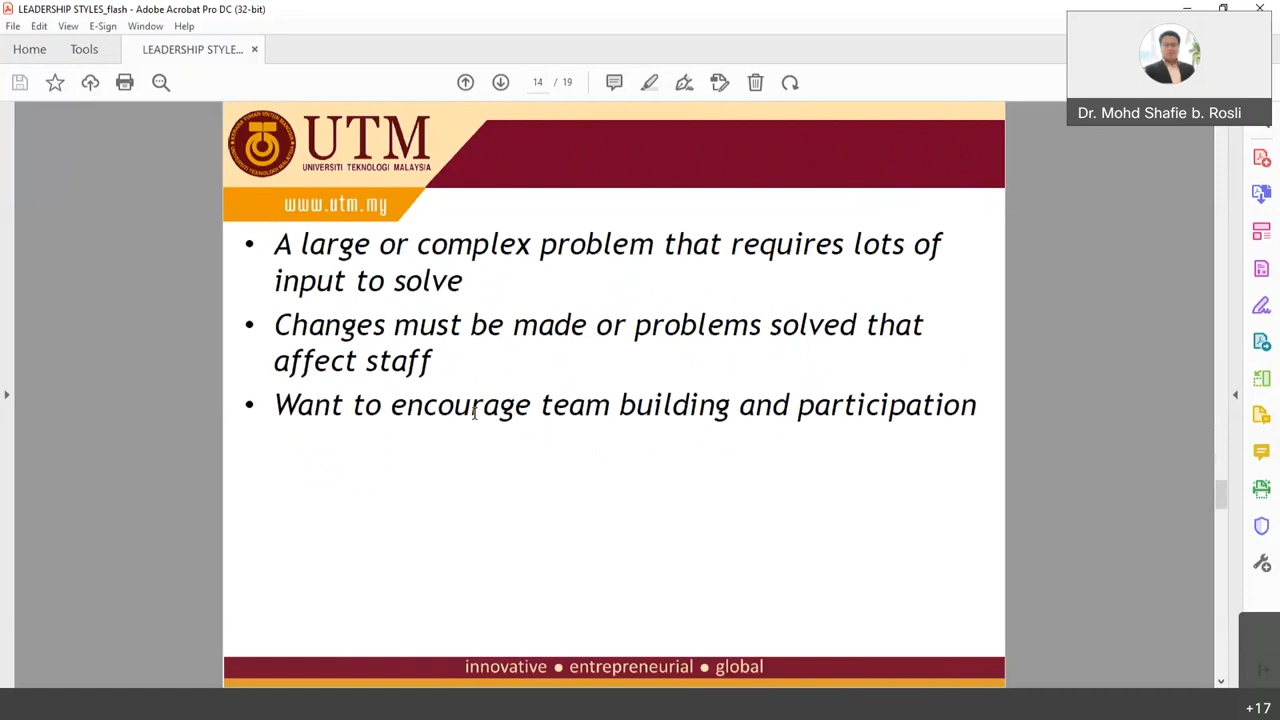 LEADERSHIP STYLES_flash - Adobe Acrobat Pro DC (32-bit)
File Edit View E-Sign Window Help
Home Tools LEADERSHIP STYLE... ×
14 / 19
Dr. Mohd Shafie b. Rosli
UTM
UNIVERSITI TEKNOLOGI MALAYSIA
www.utm.my
• A large or complex problem that requires lots of
input to solve
• Changes must be made or problems solved that
affect staff
• Want to encourage team building and participation
innovative ● entrepreneurial ● global
+17